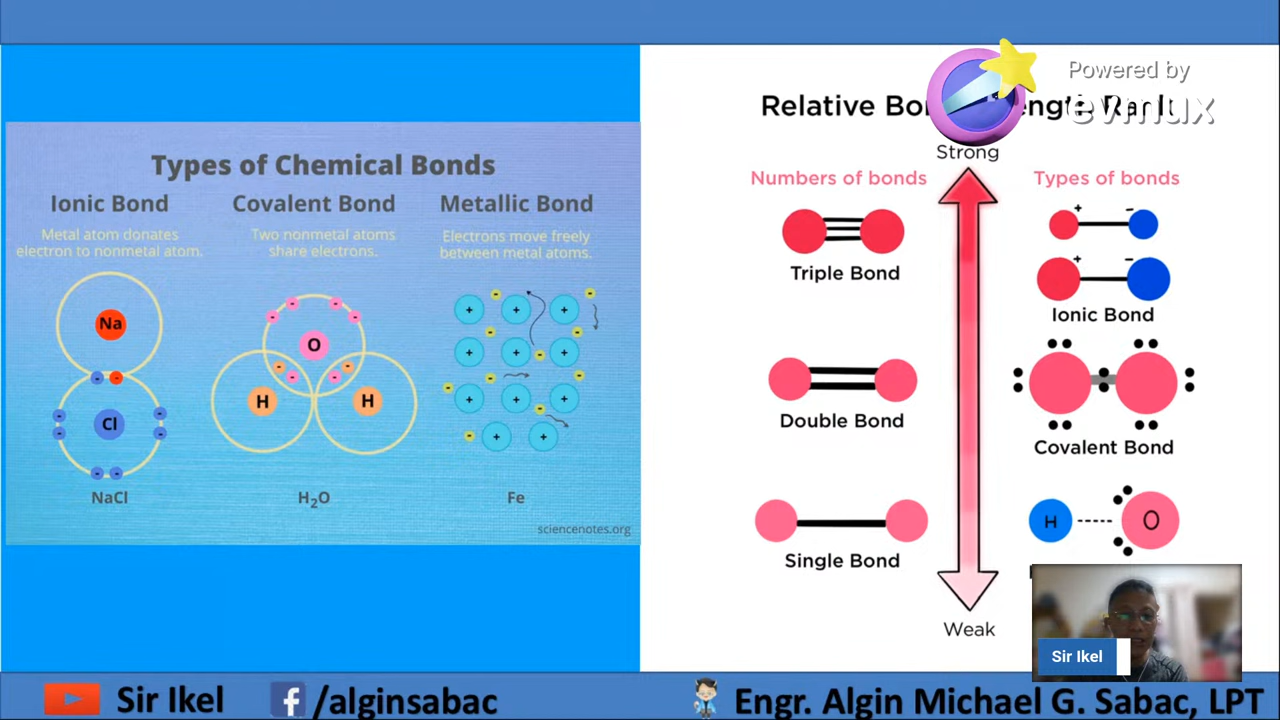 Types of Chemical Bonds
Ionic Bond
Metal atom donates
electron to nonmetal atom.
Na
Cl
NaCl
Covalent Bond
Two nonmetal atoms
share electrons.
O
H
H
H₂O
Metallic Bond
Electrons move freely
between metal atoms.
Fe
sciencenotes.org
Powered by
evmux
Relative
Strong
Numbers of bonds
Triple Bond
Double Bond
Single Bond
Weak
Types of bonds
+ −
+ −
Ionic Bond
Covalent Bond
H
O
Sir Ikel
Sir Ikel
/alginsabac
Engr. Algin Michael G. Sabac, LPT